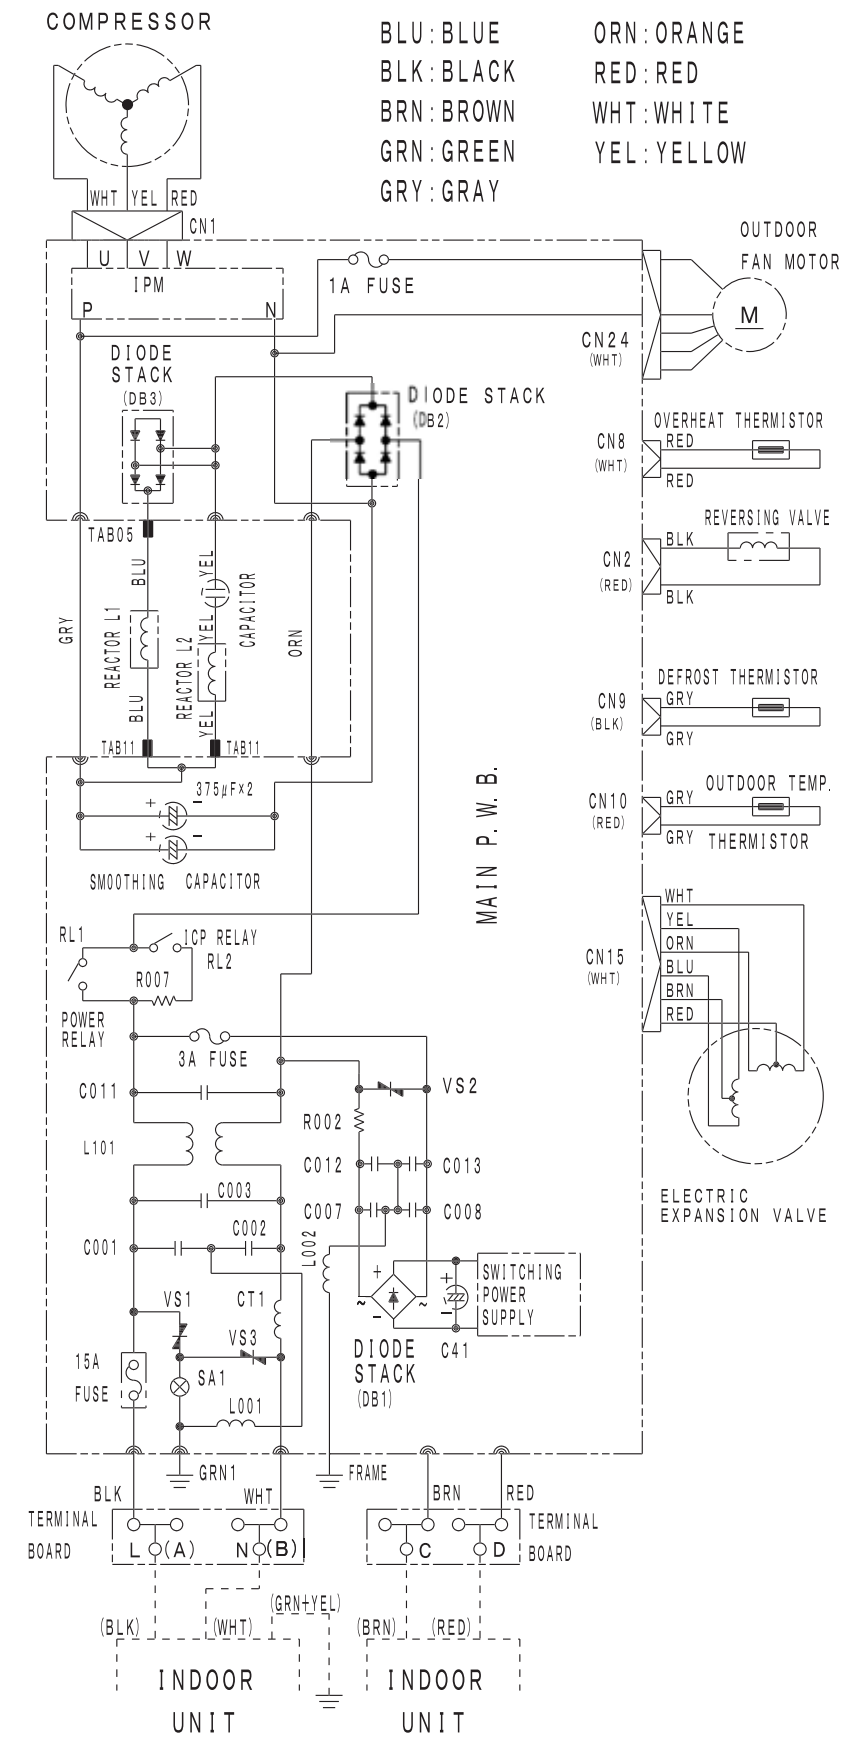 COMPRESSOR
BLU:BLUE
BLK:BLACK
BRN:BROWN
GRN:GREEN
GRY:GRAY
ORN:ORANGE
RED:RED
WHT:WHITE
YEL:YELLOW
WHT YEL RED
CN1
U V W
IPM
P N
1A FUSE
OUTDOOR
FAN MOTOR
M
CN24
(WHT)
DIODE
STACK
(DB3)
DIODE STACK
(DB2)
OVERHEAT THERMISTOR
CN8
(WHT)
RED
RED
REVERSING VALVE
CN2
(RED)
BLK
BLK
TAB05
BLU
YEL
CAPACITOR
GRY
REACTOR L1
YEL
REACTOR L2
ORN
BLU
YEL
TAB11
TAB11
DEFROST THERMISTOR
CN9
(BLK)
GRY
GRY
375μF×2
+ -
+ -
SMOOTHING CAPACITOR
MAIN P.W.B.
OUTDOOR TEMP.
THERMISTOR
CN10
(RED)
GRY
GRY
RL1
ICP RELAY
RL2
R007
POWER
RELAY
CN15
(WHT)
WHT
YEL
ORN
BLU
BRN
RED
ELECTRIC
EXPANSION VALVE
3A FUSE
C011
VS2
R002
L101
C012
C013
C003
C007
C008
C002
C001
L002
VS1
CT1
VS3
+
~
~
-
+
-
SWITCHING
POWER
SUPPLY
DIODE
STACK
(DB1)
C41
15A
FUSE
SA1
L001
GRN1
FRAME
BLK
WHT
BRN
RED
TERMINAL
BOARD
L (A)
N (B)
C
D
TERMINAL
BOARD
(BLK)
(WHT)
(GRN+YEL)
(BRN)
(RED)
INDOOR
UNIT
INDOOR
UNIT